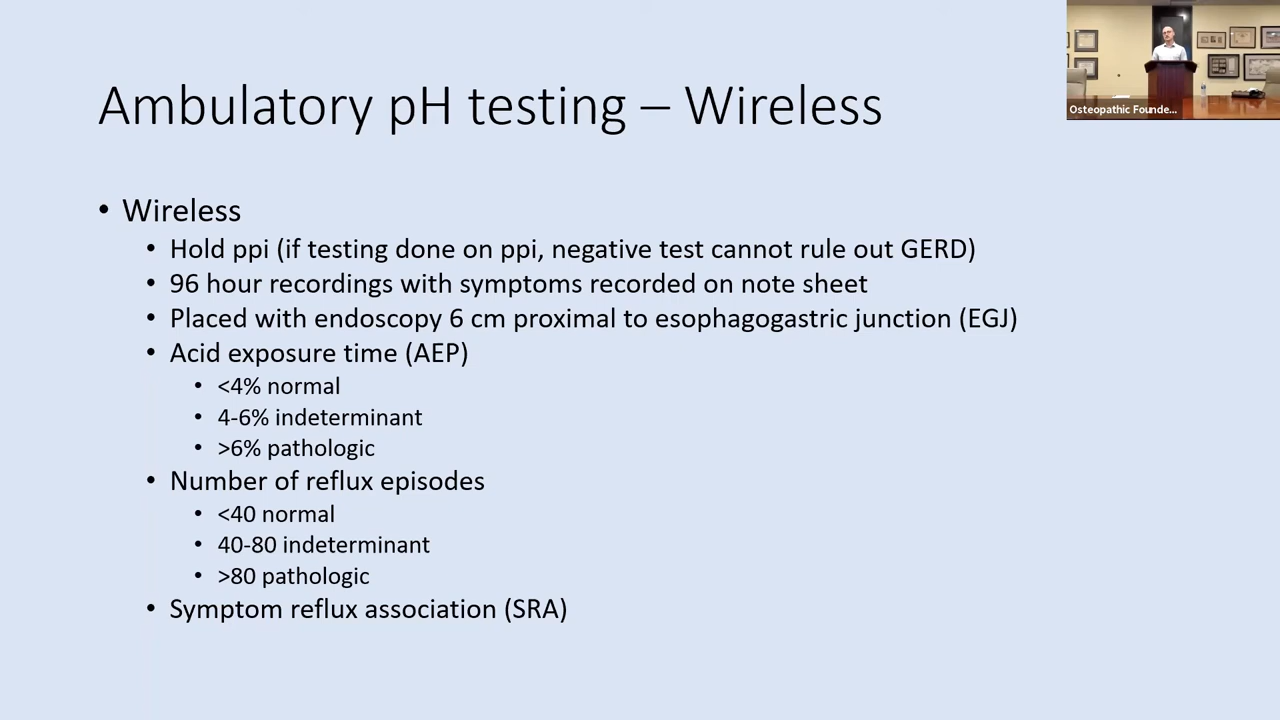 Ambulatory pH testing – Wireless
• Wireless
• Hold ppi (if testing done on ppi, negative test cannot rule out GERD)
• 96 hour recordings with symptoms recorded on note sheet
• Placed with endoscopy 6 cm proximal to esophagogastric junction (EGJ)
• Acid exposure time (AEP)
• <4% normal
• 4-6% indeterminant
• >6% pathologic
• Number of reflux episodes
• <40 normal
• 40-80 indeterminant
• >80 pathologic
• Symptom reflux association (SRA)
Osteopathic Founde...